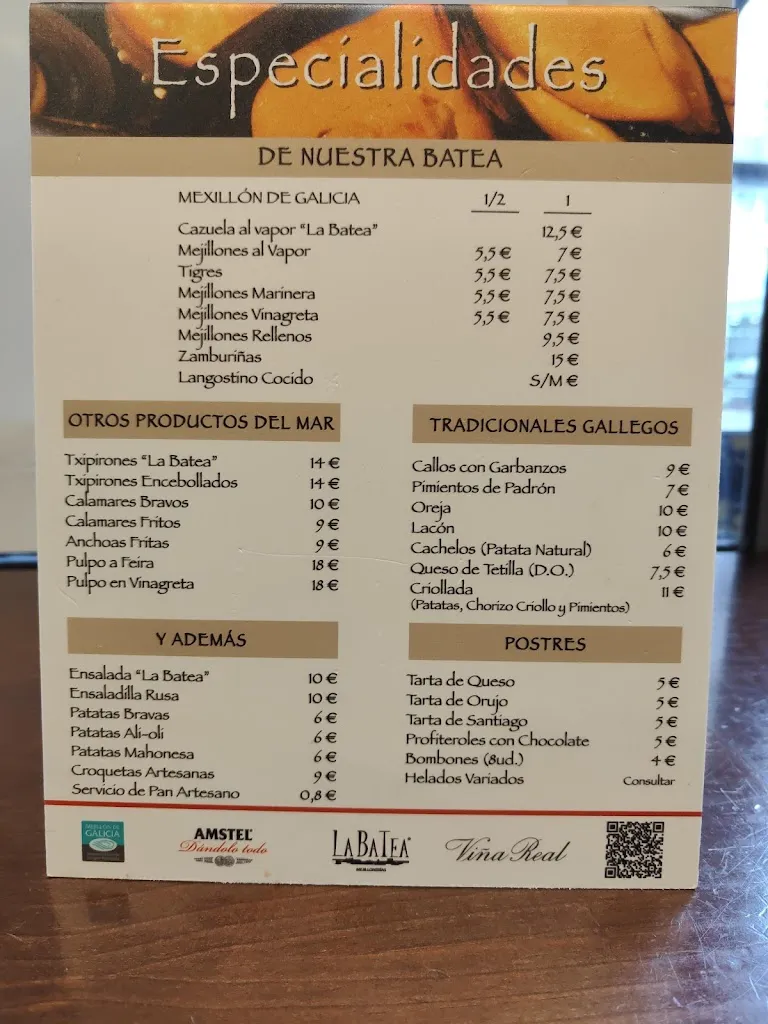 Especialidades
DE NUESTRA BATEA
MEXILLÓN DE GALICIA 1/2 1
Cazuela al vapor “La Batea” 12,5 €
Mejillones al Vapor 5,5 € 7 €
Tigres 5,5 € 7,5 €
Mejillones Marinera 5,5 € 7,5 €
Mejillones Vinagreta 5,5 € 7,5 €
Mejillones Rellenos 9,5 €
Zamburiñas 15 €
Langostino Cocido S/M €
OTROS PRODUCTOS DEL MAR
Txipirones “La Batea” 14 €
Txipirones Encebollados 14 €
Calamares Bravos 10 €
Calamares Fritos 9 €
Anchoas Fritas 9 €
Pulpo a Feira 18 €
Pulpo en Vinagreta 18 €
TRADICIONALES GALLEGOS
Callos con Garbanzos 9 €
Pimientos de Padrón 7 €
Oreja 10 €
Lacón 10 €
Cachelos (Patata Natural) 6 €
Queso de Tetilla (D.O.) 7,5 €
Criollada 11 €
(Patatas, Chorizo Criollo y Pimientos)
Y ADEMÁS
Ensalada “La Batea” 10 €
Ensaladilla Rusa 10 €
Patatas Bravas 6 €
Patatas Ali-oli 6 €
Patatas Mahonesa 6 €
Croquetas Artesanas 9 €
Servicio de Pan Artesano 0,8 €
POSTRES
Tarta de Queso 5 €
Tarta de Orujo 5 €
Tarta de Santiago 5 €
Profiteroles con Chocolate 5 €
Bombones (8ud.) 4 €
Helados Variados Consultar
MEXILLÓN DE
GALICIA
AMSTEL
Dándolo todo
LA BATEA
Viña Real